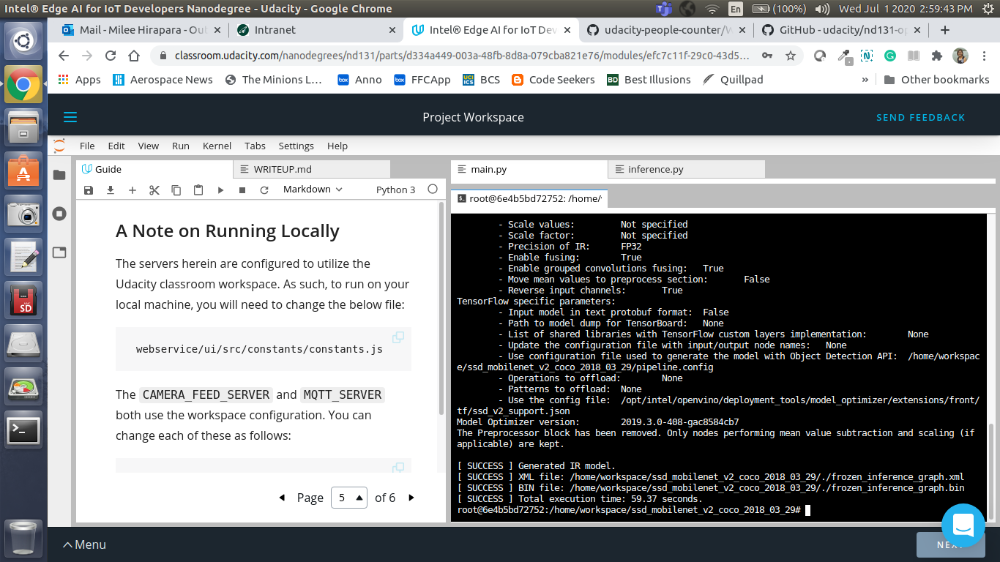 Intel® Edge AI for IoT Developers Nanodegree - Udacity - Google Chrome
En (100%) Wed Jul 1 2020 2:59:43 PM
Mail - Milee Hirapara - Out
Intranet
Intel® Edge AI for IoT Dev
udacity-people-counter/W
GitHub - udacity/nd131-op
classroom.udacity.com/nanodegrees/nd131/parts/d334a449-003a-48fb-8d8a-079cba821e76/modules/efc7c11f-29c0-43d5...
Apps
Aerospace News
The Minions L...
box Anno
box FFCApp
UC ICS BCS
Code Seekers
BD Best Illusions
Quillpad
» Other bookmarks
Project Workspace
SEND FEEDBACK
File Edit View Run Kernel Tabs Settings Help
Guide
WRITEUP.md
main.py
inference.py
Markdown
Python 3
root@6e4b5bd72752: /home/
A Note on Running Locally
The servers herein are configured to utilize the
Udacity classroom workspace. As such, to run on your
local machine, you will need to change the below file:
webservice/ui/src/constants/constants.js
The CAMERA_FEED_SERVER and MQTT_SERVER
both use the workspace configuration. You can
change each of these as follows:
Page 5 of 6
- Scale values: Not specified
- Scale factor: Not specified
- Precision of IR: FP32
- Enable fusing: True
- Enable grouped convolutions fusing: True
- Move mean values to preprocess section: False
- Reverse input channels: True
TensorFlow specific parameters:
- Input model in text protobuf format: False
- Path to model dump for TensorBoard: None
- List of shared libraries with TensorFlow custom layers implementation: None
- Update the configuration file with input/output node names: None
- Use configuration file used to generate the model with Object Detection API: /home/workspac
e/ssd_mobilenet_v2_coco_2018_03_29/pipeline.config
- Operations to offload: None
- Patterns to offload: None
- Use the config file: /opt/intel/openvino/deployment_tools/model_optimizer/extensions/front/
tf/ssd_v2_support.json
Model Optimizer version: 2019.3.0-408-gac8584cb7
The Preprocessor block has been removed. Only nodes performing mean value subtraction and scaling (if
applicable) are kept.
[ SUCCESS ] Generated IR model.
[ SUCCESS ] XML file: /home/workspace/ssd_mobilenet_v2_coco_2018_03_29/./frozen_inference_graph.xml
[ SUCCESS ] BIN file: /home/workspace/ssd_mobilenet_v2_coco_2018_03_29/./frozen_inference_graph.bin
[ SUCCESS ] Total execution time: 59.37 seconds.
root@6e4b5bd72752:/home/workspace/ssd_mobilenet_v2_coco_2018_03_29#
Menu
NEX
SD